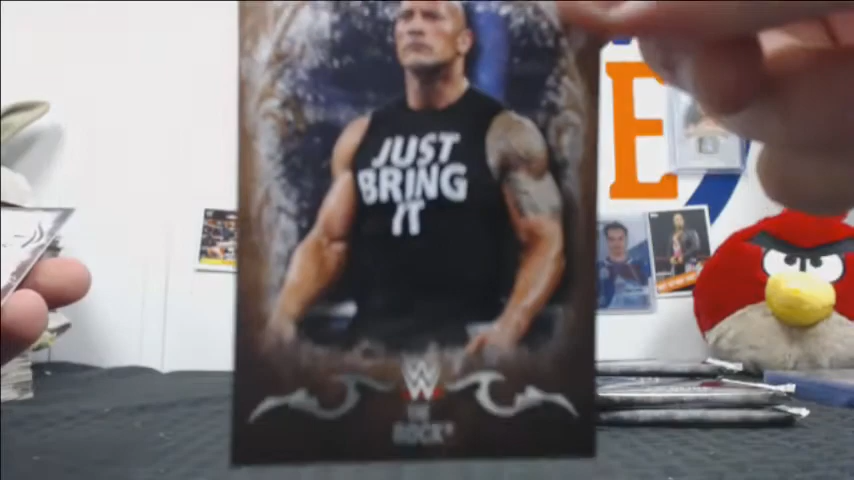 E
JUST
BRING
IT
W
THE
ROCK